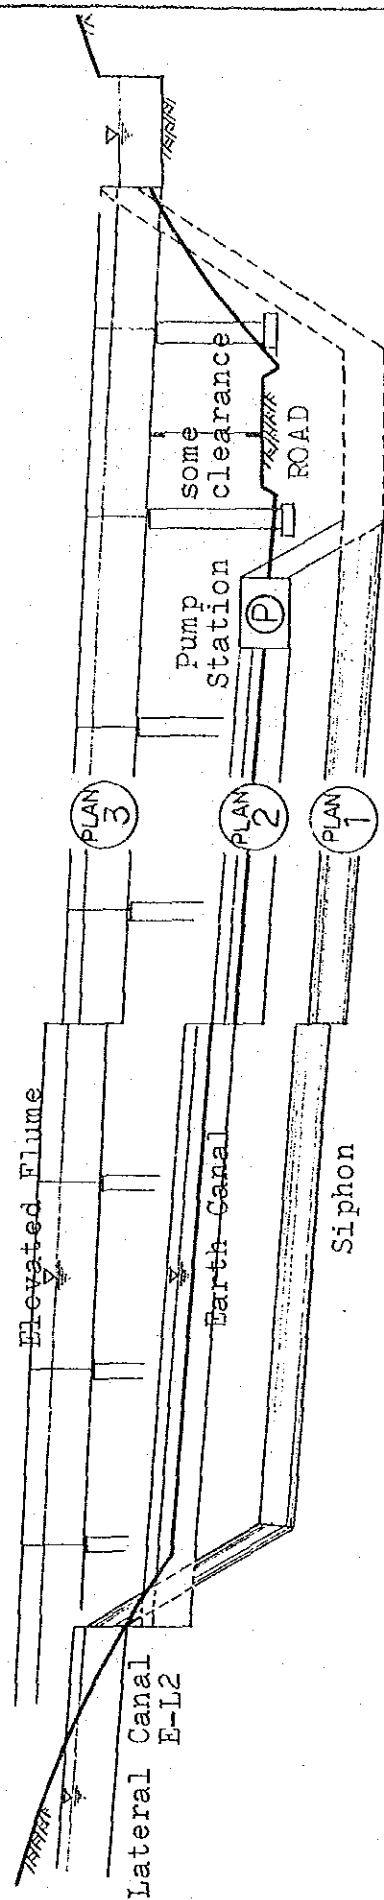 Elevated Flume
PLAN
3
some
clearance
Pump
Station
P
ROAD
PLAN
2
Earth Canal
PLAN
1
Siphon
Lateral Canal
E-L2